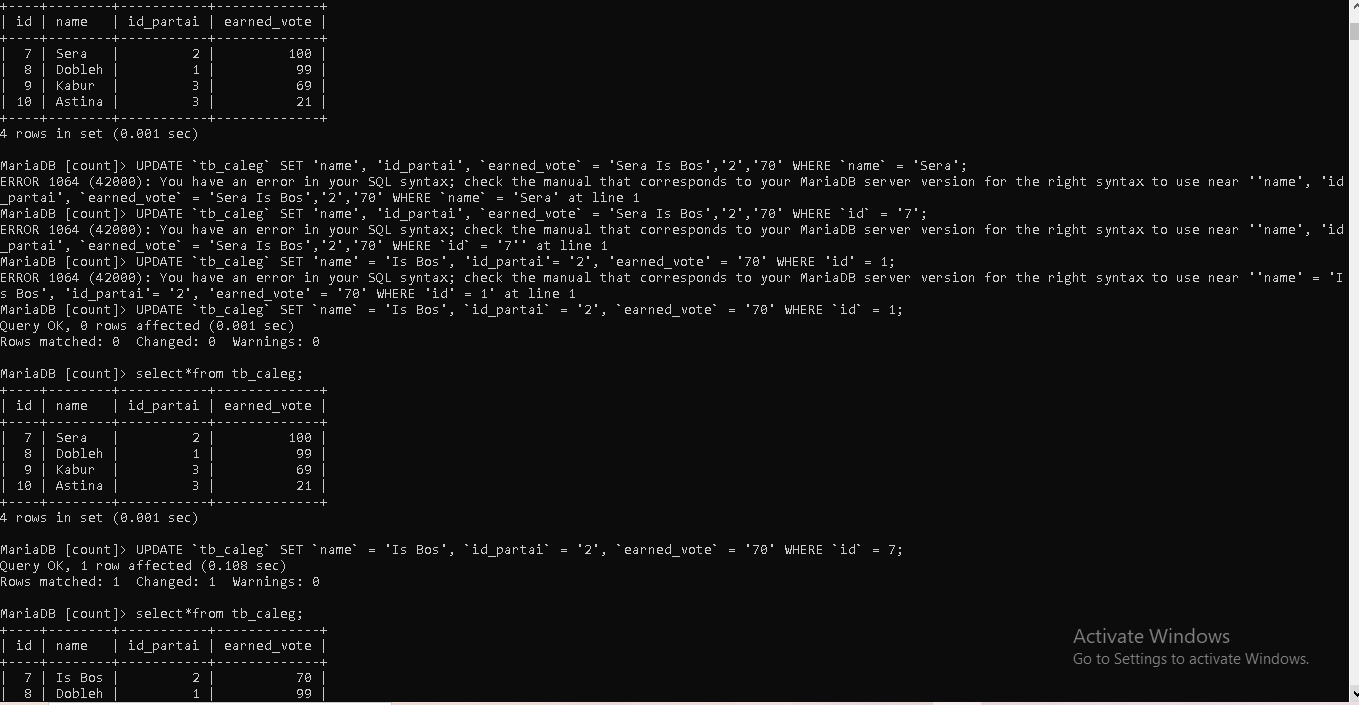 +----+--------+-----------+-------------+
| id | name   | id_partai | earned_vote |
+----+--------+-----------+-------------+
|  7 | Sera   |         2 |         100 |
|  8 | Dobleh |         1 |          99 |
|  9 | Kabur  |         3 |          69 |
| 10 | Astina |         3 |          21 |
+----+--------+-----------+-------------+
4 rows in set (0.001 sec)
MariaDB [count]> UPDATE `tb_caleg` SET 'name', 'id_partai', `earned_vote` = 'Sera Is Bos','2','70' WHERE `name` = 'Sera';
ERROR 1064 (42000): You have an error in your SQL syntax; check the manual that corresponds to your MariaDB server version for the right syntax to use near ''name', 'id
_partai', `earned_vote` = 'Sera Is Bos','2','70' WHERE `name` = 'Sera' at line 1
MariaDB [count]> UPDATE `tb_caleg` SET 'name', 'id_partai', `earned_vote` = 'Sera Is Bos','2','70' WHERE `id` = '7';
ERROR 1064 (42000): You have an error in your SQL syntax; check the manual that corresponds to your MariaDB server version for the right syntax to use near ''name', 'id
_partai', `earned_vote` = 'Sera Is Bos','2','70' WHERE `id` = '7'' at line 1
MariaDB [count]> UPDATE `tb_caleg` SET 'name' = 'Is Bos', 'id_partai'= '2', 'earned_vote' = '70' WHERE 'id' = 1;
ERROR 1064 (42000): You have an error in your SQL syntax; check the manual that corresponds to your MariaDB server version for the right syntax to use near ''name' = 'I
s Bos', 'id_partai'= '2', 'earned_vote' = '70' WHERE 'id' = 1' at line 1
MariaDB [count]> UPDATE `tb_caleg` SET `name` = 'Is Bos', `id_partai` = '2', `earned_vote` = '70' WHERE `id` = 1;
Query OK, 0 rows affected (0.001 sec)
Rows matched: 0  Changed: 0  Warnings: 0
MariaDB [count]> select*from tb_caleg;
+----+--------+-----------+-------------+
| id | name   | id_partai | earned_vote |
+----+--------+-----------+-------------+
|  7 | Sera   |         2 |         100 |
|  8 | Dobleh |         1 |          99 |
|  9 | Kabur  |         3 |          69 |
| 10 | Astina |         3 |          21 |
+----+--------+-----------+-------------+
4 rows in set (0.001 sec)
MariaDB [count]> UPDATE `tb_caleg` SET `name` = 'Is Bos', `id_partai` = '2', `earned_vote` = '70' WHERE `id` = 7;
Query OK, 1 row affected (0.108 sec)
Rows matched: 1  Changed: 1  Warnings: 0
MariaDB [count]> select*from tb_caleg;
+----+--------+-----------+-------------+
| id | name   | id_partai | earned_vote |
+----+--------+-----------+-------------+
|  7 | Is Bos |         2 |          70 |
|  8 | Dobleh |         1 |          99 |
Activate Windows
Go to Settings to activate Windows.